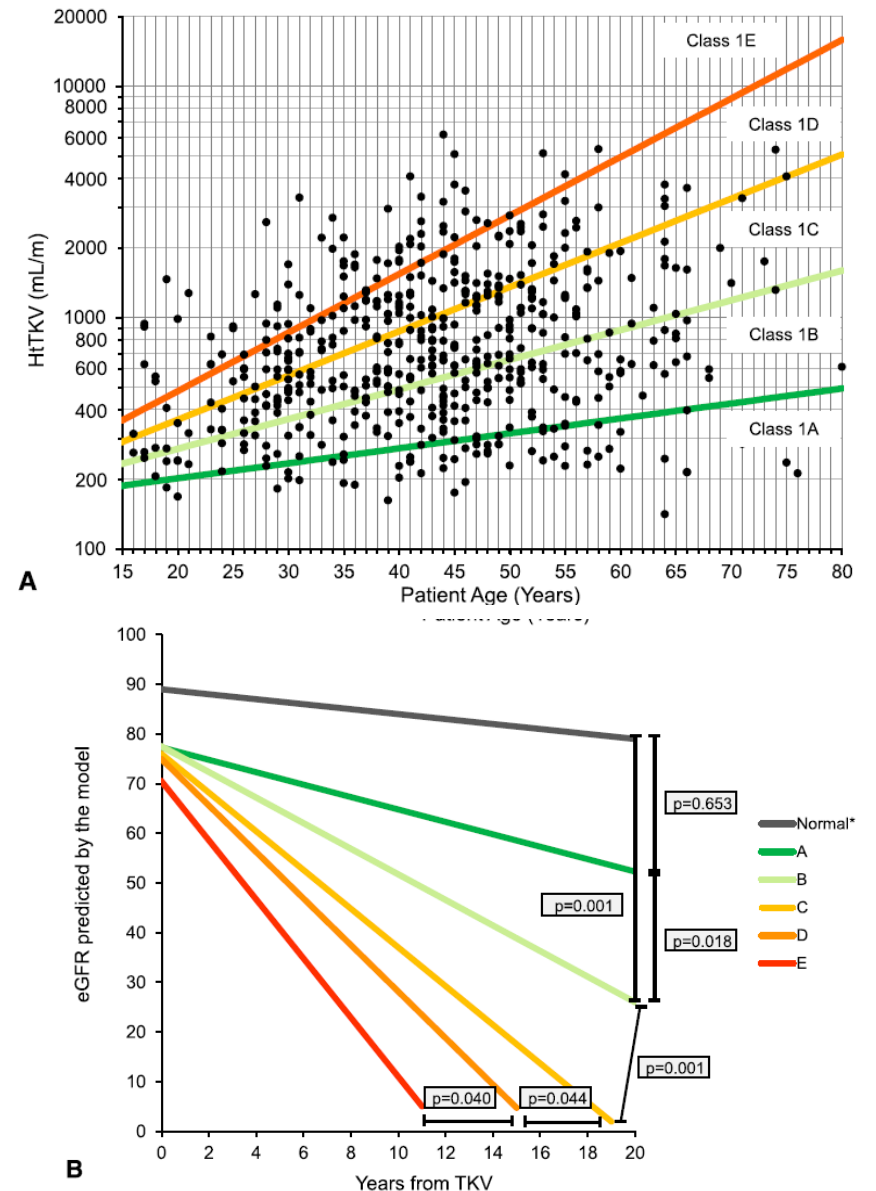 20000
10000
8000
6000
4000
2000
1000
800
600
400
200
100
HtTKV (mL/m)
Class 1E
Class 1D
Class 1C
Class 1B
Class 1A
15 20 25 30 35 40 45 50 55 60 65 70 75 80
Patient Age (Years)
A
Patient Age (Years)
100
90
80
70
60
50
40
30
20
10
0
eGFR predicted by the model
p=0.653
p=0.001
p=0.018
p=0.001
p=0.040
p=0.044
Normal*
A
B
C
D
E
0 2 4 6 8 10 12 14 16 18 20
Years from TKV
B